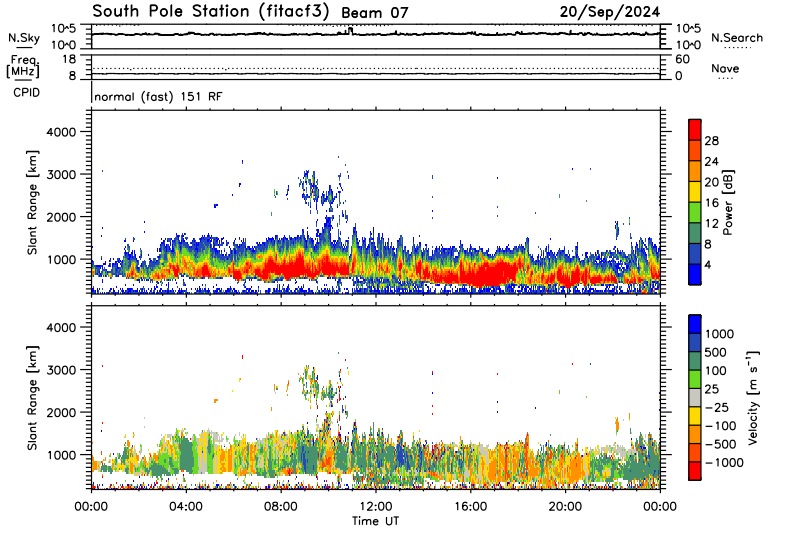 South Pole Station (fitacf3) Beam 07 20/Sep/2024
N.Sky 10^5 10^0 10^5 10^0 N.Search
Freq. [MHz] 18 8 60 0 Nave
CPID normal (fast) 151 RF
Slant Range [km]
4000
3000
2000
1000
28
24
20
16
12
8
4
Power [dB]
Slant Range [km]
4000
3000
2000
1000
1000
500
100
25
−25
−100
−500
−1000
Velocity [m s⁻¹]
00:00 04:00 08:00 12:00 16:00 20:00 00:00
Time UT